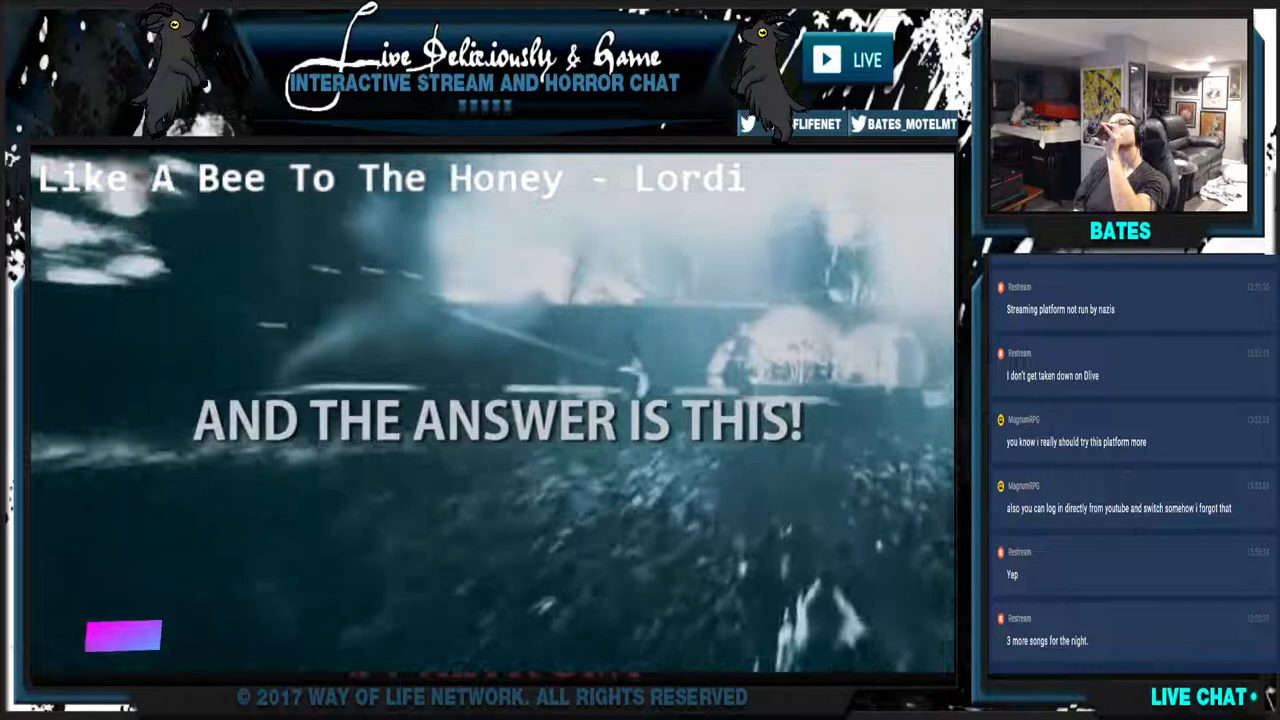 Live Deliciously & Game
INTERACTIVE STREAM AND HORROR CHAT
LIVE
FLIFENET
BATES_MOTELMT
Like A Bee To The Honey - Lordi
AND THE ANSWER IS THIS!
© 2017 WAY OF LIFE NETWORK. ALL RIGHTS RESERVED
BATES
Restream
Streaming platform not run by nazis
Restream
I don't get taken down on Dlive
MagnumRPG
you know i really should try this platform more
MagnumRPG
also you can log in directly from youtube and switch somehow i forgot that
Restream
Yep
Restream
3 more songs for the night.
LIVE CHAT